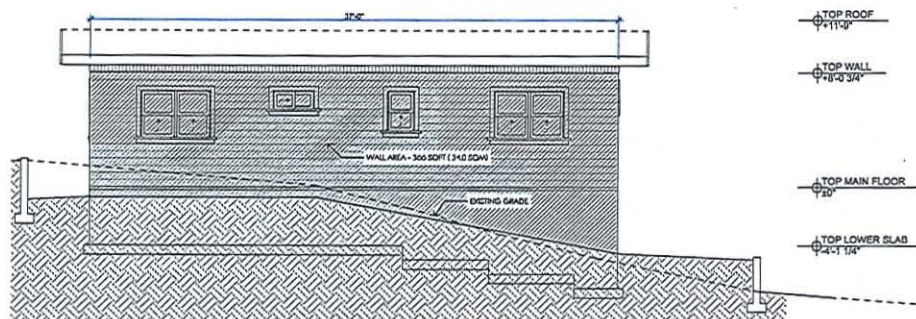 37'-0"
TOP ROOF
+11'-9"
TOP WALL
+8'-0 3/4"
WALL AREA - 366 SQFT ( 34.0 SQM)
TOP MAIN FLOOR
±0"
EXISTING GRADE
TOP LOWER SLAB
-4'-1 1/4"